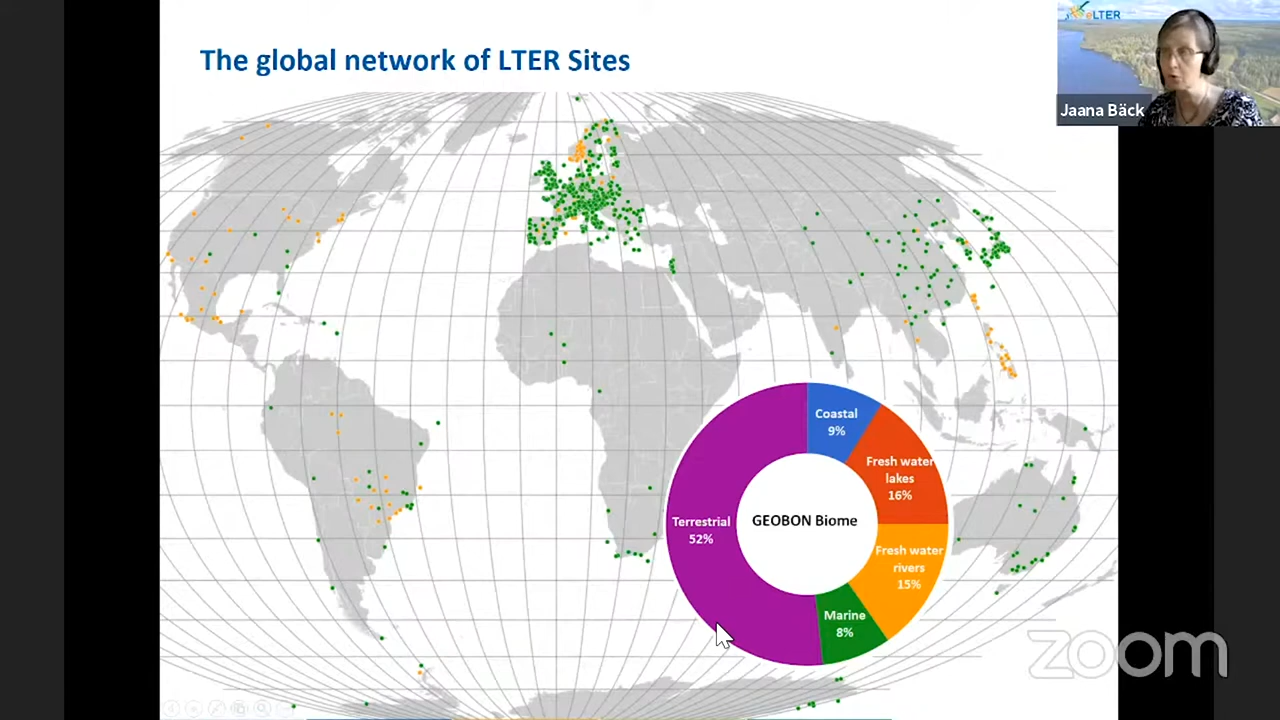 The global network of LTER Sites
eLTER
Jaana Bäck
Coastal
9%
Fresh water
lakes
16%
Terrestrial
52%
GEOBON Biome
Fresh water
rivers
15%
Marine
8%
zoom